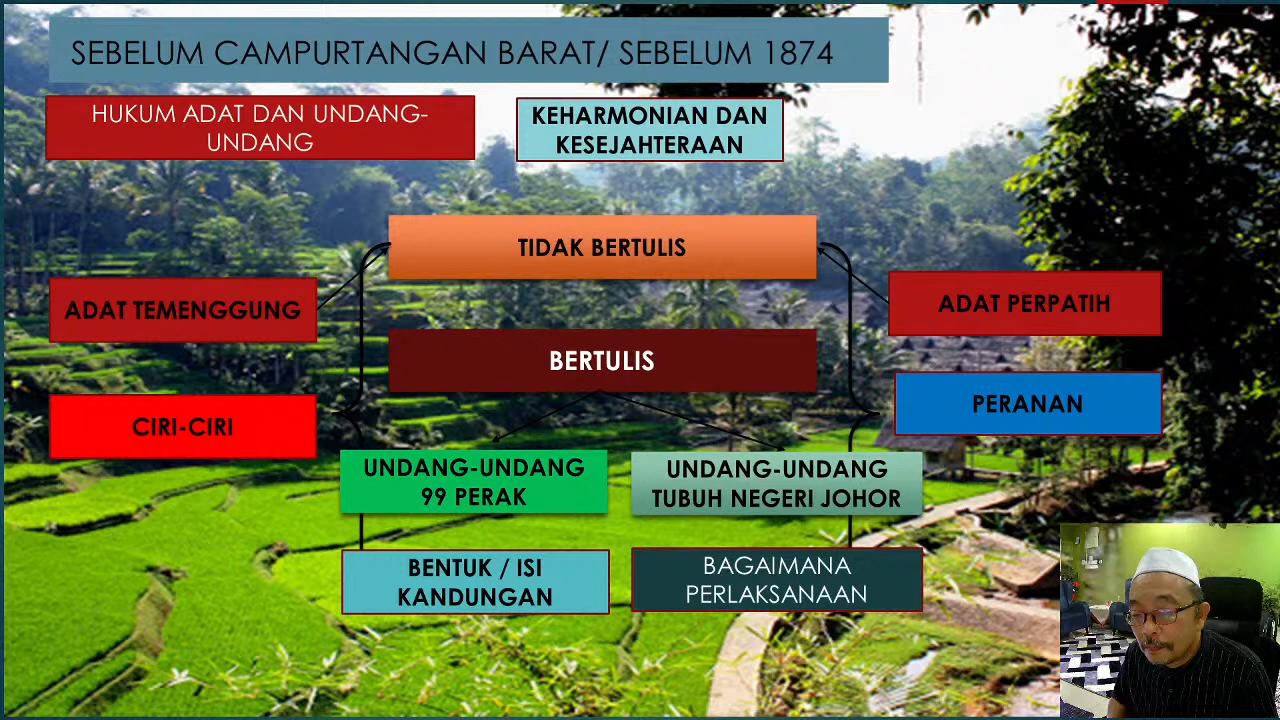 SEBELUM CAMPURTANGAN BARAT/ SEBELUM 1874
HUKUM ADAT DAN UNDANG-
UNDANG
KEHARMONIAN DAN
KESEJAHTERAAN
TIDAK BERTULIS
ADAT TEMENGGUNG
ADAT PERPATIH
BERTULIS
CIRI-CIRI
PERANAN
UNDANG-UNDANG
99 PERAK
UNDANG-UNDANG
TUBUH NEGERI JOHOR
BENTUK / ISI
KANDUNGAN
BAGAIMANA
PERLAKSANAAN